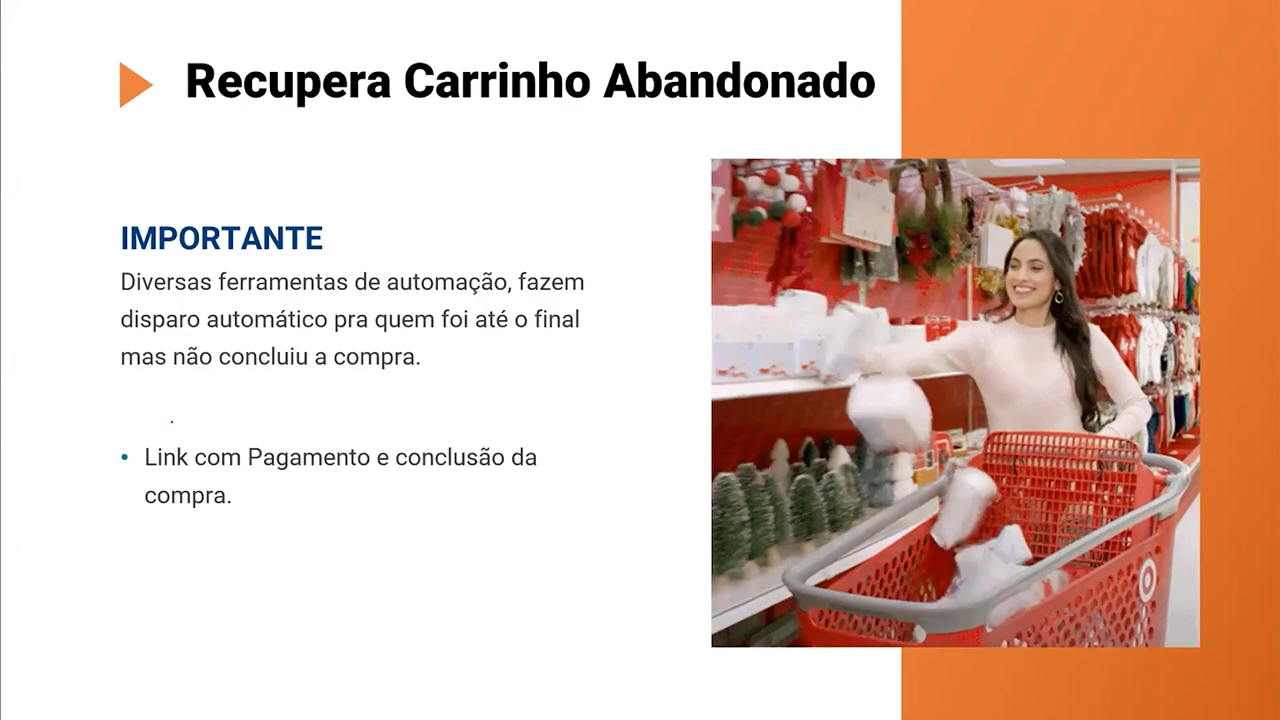 Recupera Carrinho Abandonado
IMPORTANTE
Diversas ferramentas de automação, fazem
disparo automático pra quem foi até o final
mas não concluiu a compra.
• Link com Pagamento e conclusão da
compra.